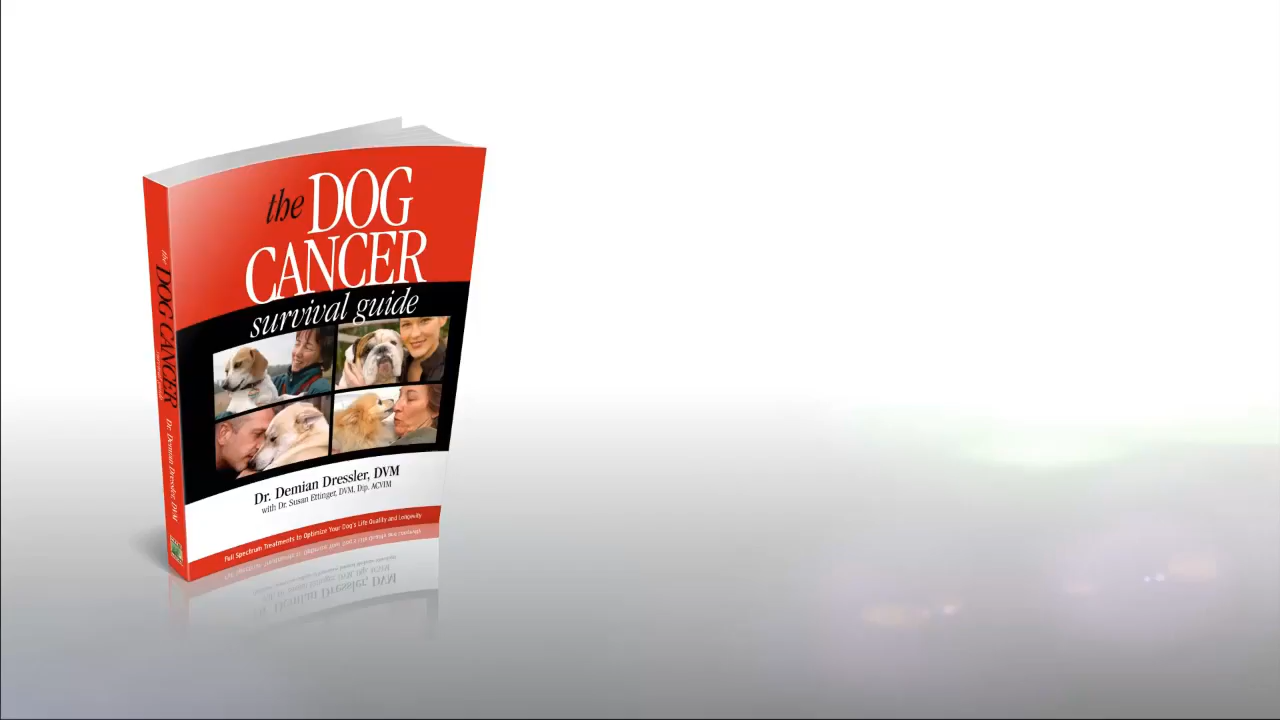 the DOG
CANCER
survival guide
Dr. Demian Dressler, DVM
with Dr. Susan Ettinger, DVM, Dip. ACVIM
Full Spectrum Treatments to Optimize Your Dog's Life Quality and Longevity
the DOG CANCER
Dr. Demian Dressler, DVM